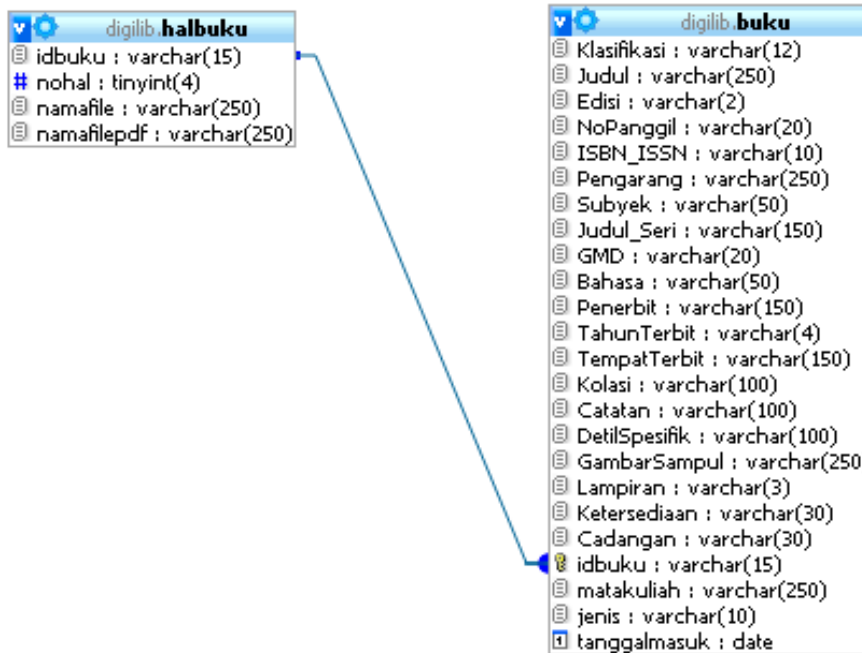 digilib.halbuku
idbuku : varchar(15)
# nohal : tinyint(4)
namafile : varchar(250)
namafilepdf : varchar(250)
digilib.buku
Klasifikasi : varchar(12)
Judul : varchar(250)
Edisi : varchar(2)
NoPanggil : varchar(20)
ISBN_ISSN : varchar(10)
Pengarang : varchar(250)
Subyek : varchar(50)
Judul_Seri : varchar(150)
GMD : varchar(20)
Bahasa : varchar(50)
Penerbit : varchar(150)
TahunTerbit : varchar(4)
TempatTerbit : varchar(150)
Kolasi : varchar(100)
Catatan : varchar(100)
DetilSpesifik : varchar(100)
GambarSampul : varchar(250
Lampiran : varchar(3)
Ketersediaan : varchar(30)
Cadangan : varchar(30)
idbuku : varchar(15)
matakuliah : varchar(250)
jenis : varchar(10)
tanggalmasuk : date